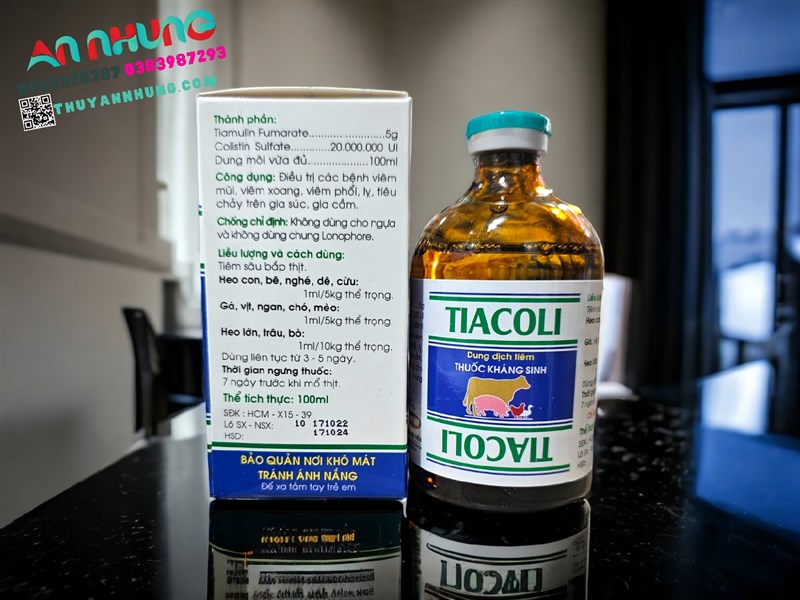 AN NHUNG
0383987293
THUYANNHUNG.COM
Thành phần:
Tiamulin Fumarate..........................5g
Colistin Sulfate.............20.000.000 UI
Dung môi vừa đủ......................100ml
Công dụng: Điều trị các bệnh viêm
mũi, viêm xoang, viêm phổi, lỵ, tiêu
chảy trên gia súc, gia cầm.
Chống chỉ định: Không dùng cho ngựa
và không dùng chung Lonophore.
Liều lượng và cách dùng:
Tiêm sâu bắp thịt.
Heo con, bê, nghé, dê, cừu:
1ml/5kg thể trọng.
Gà, vịt, ngan, chó, mèo:
1ml/5kg thể trọng.
Heo lớn, trâu, bò:
1ml/10kg thể trọng.
Dùng liên tục từ 3 - 5 ngày.
Thời gian ngưng thuốc:
7 ngày trước khi mổ thịt.
Thể tích thực: 100ml
SĐK : HCM - X15 - 39
Lô SX - NSX: 10 171022
HSD: 171024
BẢO QUẢN NƠI KHÔ MÁT
TRÁNH ÁNH NẮNG
Để xa tầm tay trẻ em
TIACOLI
Dung dịch tiêm
THUỐC KHÁNG SINH
TIACOLI